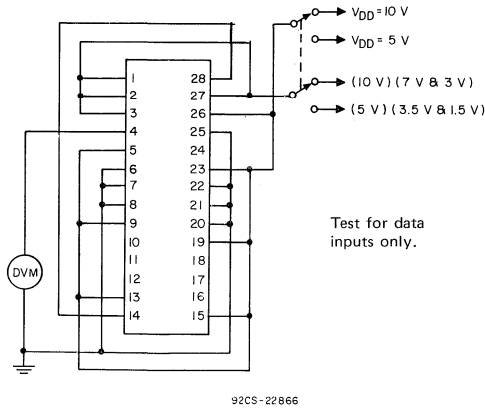 V_DD = 10 V
V_DD = 5 V
(10 V) (7 V & 3 V)
(5 V) (3.5 V & 1.5 V)
1 28
2 27
3 26
4 25
5 24
6 23
7 22
8 21
9 20
10 19
11 18
12 17
13 16
14 15
DVM
Test for data
inputs only.
92CS-22866